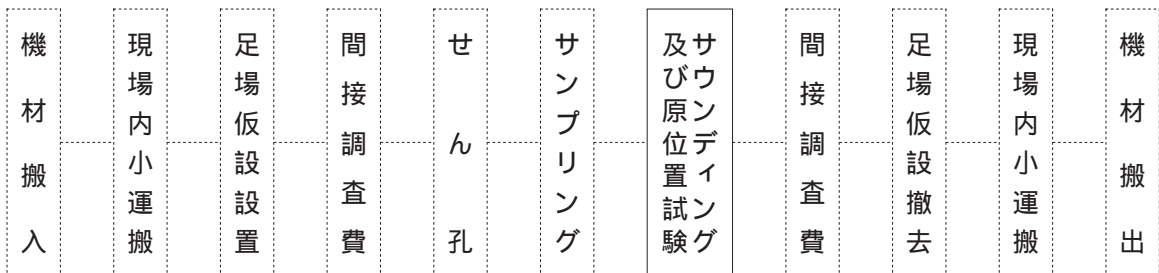 機材搬入
現場内小運搬
足場仮設設置
間接調査費
せん孔
サンプリング
サウンディング
及び原位置試験
間接調査費
足場仮設撤去
現場内小運搬
機材搬出